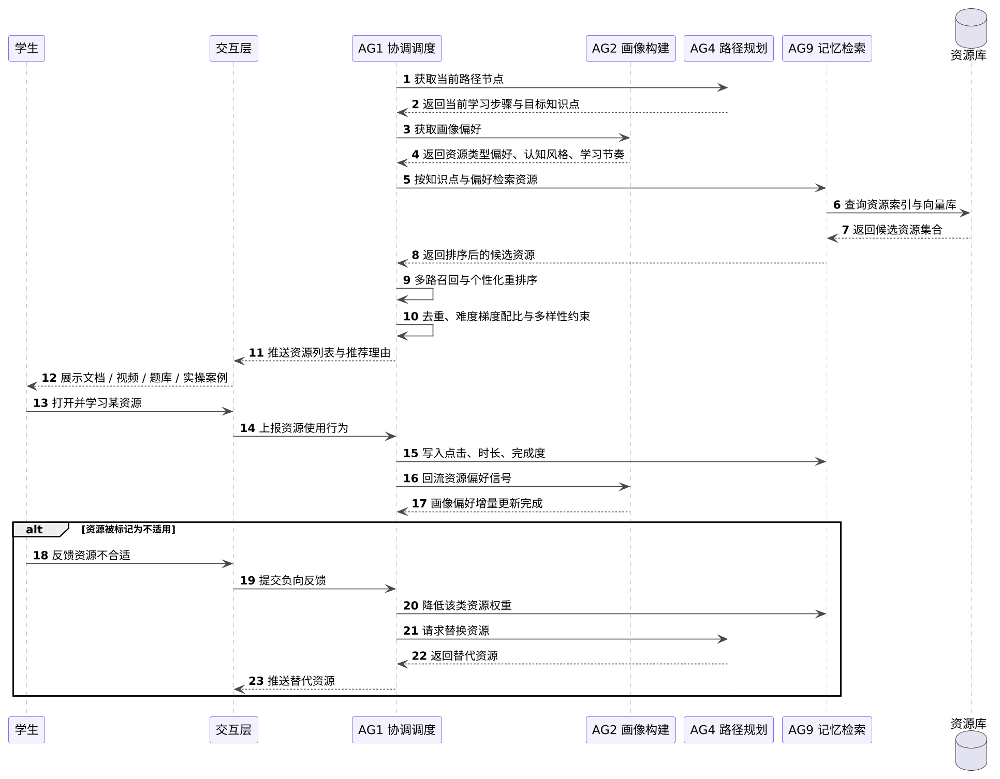 资源库
学生
交互层
AG1 协调调度
AG2 画像构建
AG4 路径规划
AG9 记忆检索
1 获取当前路径节点
2 返回当前学习步骤与目标知识点
3 获取画像偏好
4 返回资源类型偏好、认知风格、学习节奏
5 按知识点与偏好检索资源
6 查询资源索引与向量库
7 返回候选资源集合
8 返回排序后的候选资源
9 多路召回与个性化重排序
10 去重、难度梯度配比与多样性约束
11 推送资源列表与推荐理由
12 展示文档 / 视频 / 题库 / 实操案例
13 打开并学习某资源
14 上报资源使用行为
15 写入点击、时长、完成度
16 回流资源偏好信号
17 画像偏好增量更新完成
alt [资源被标记为不适用]
18 反馈资源不合适
19 提交负向反馈
20 降低该类资源权重
21 请求替换资源
22 返回替代资源
23 推送替代资源
学生
交互层
AG1 协调调度
AG2 画像构建
AG4 路径规划
AG9 记忆检索
资源库